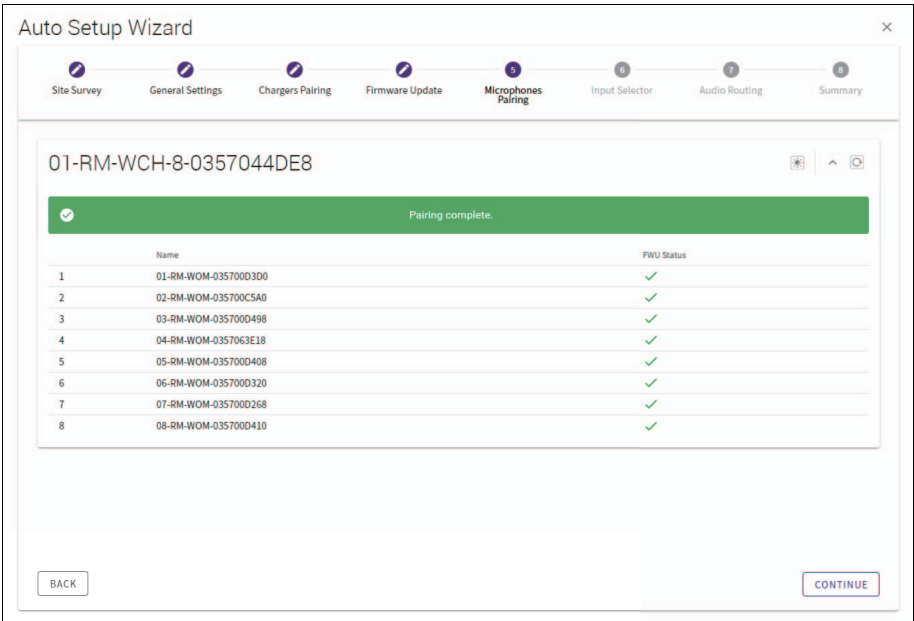 Auto Setup Wizard
5 6 7 8
Site Survey General Settings Chargers Pairing Firmware Update Microphones Pairing Input Selector Audio Routing Summary
01-RM-WCH-8-0357044DE8
Pairing complete.
Name FWU Status
1 01-RM-WOM-035700D3D0
2 02-RM-WOM-035700C5A0
3 03-RM-WOM-035700D498
4 04-RM-WOM-0357063E18
5 05-RM-WOM-035700D408
6 06-RM-WOM-035700D320
7 07-RM-WOM-035700D268
8 08-RM-WOM-035700D410
BACK CONTINUE